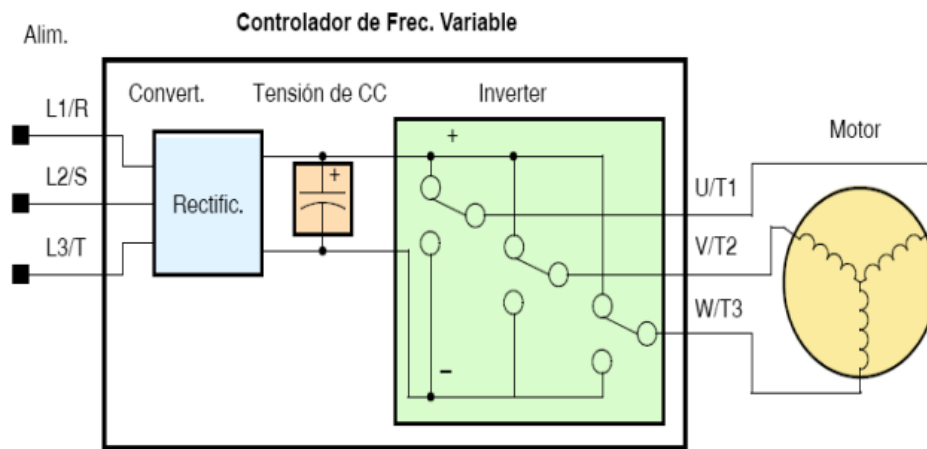 Controlador de Frec. Variable
Alim.
Convert.
Tensión de CC
Inverter
Motor
L1/R
L2/S
L3/T
Rectific.
+
+
−
U/T1
V/T2
W/T3